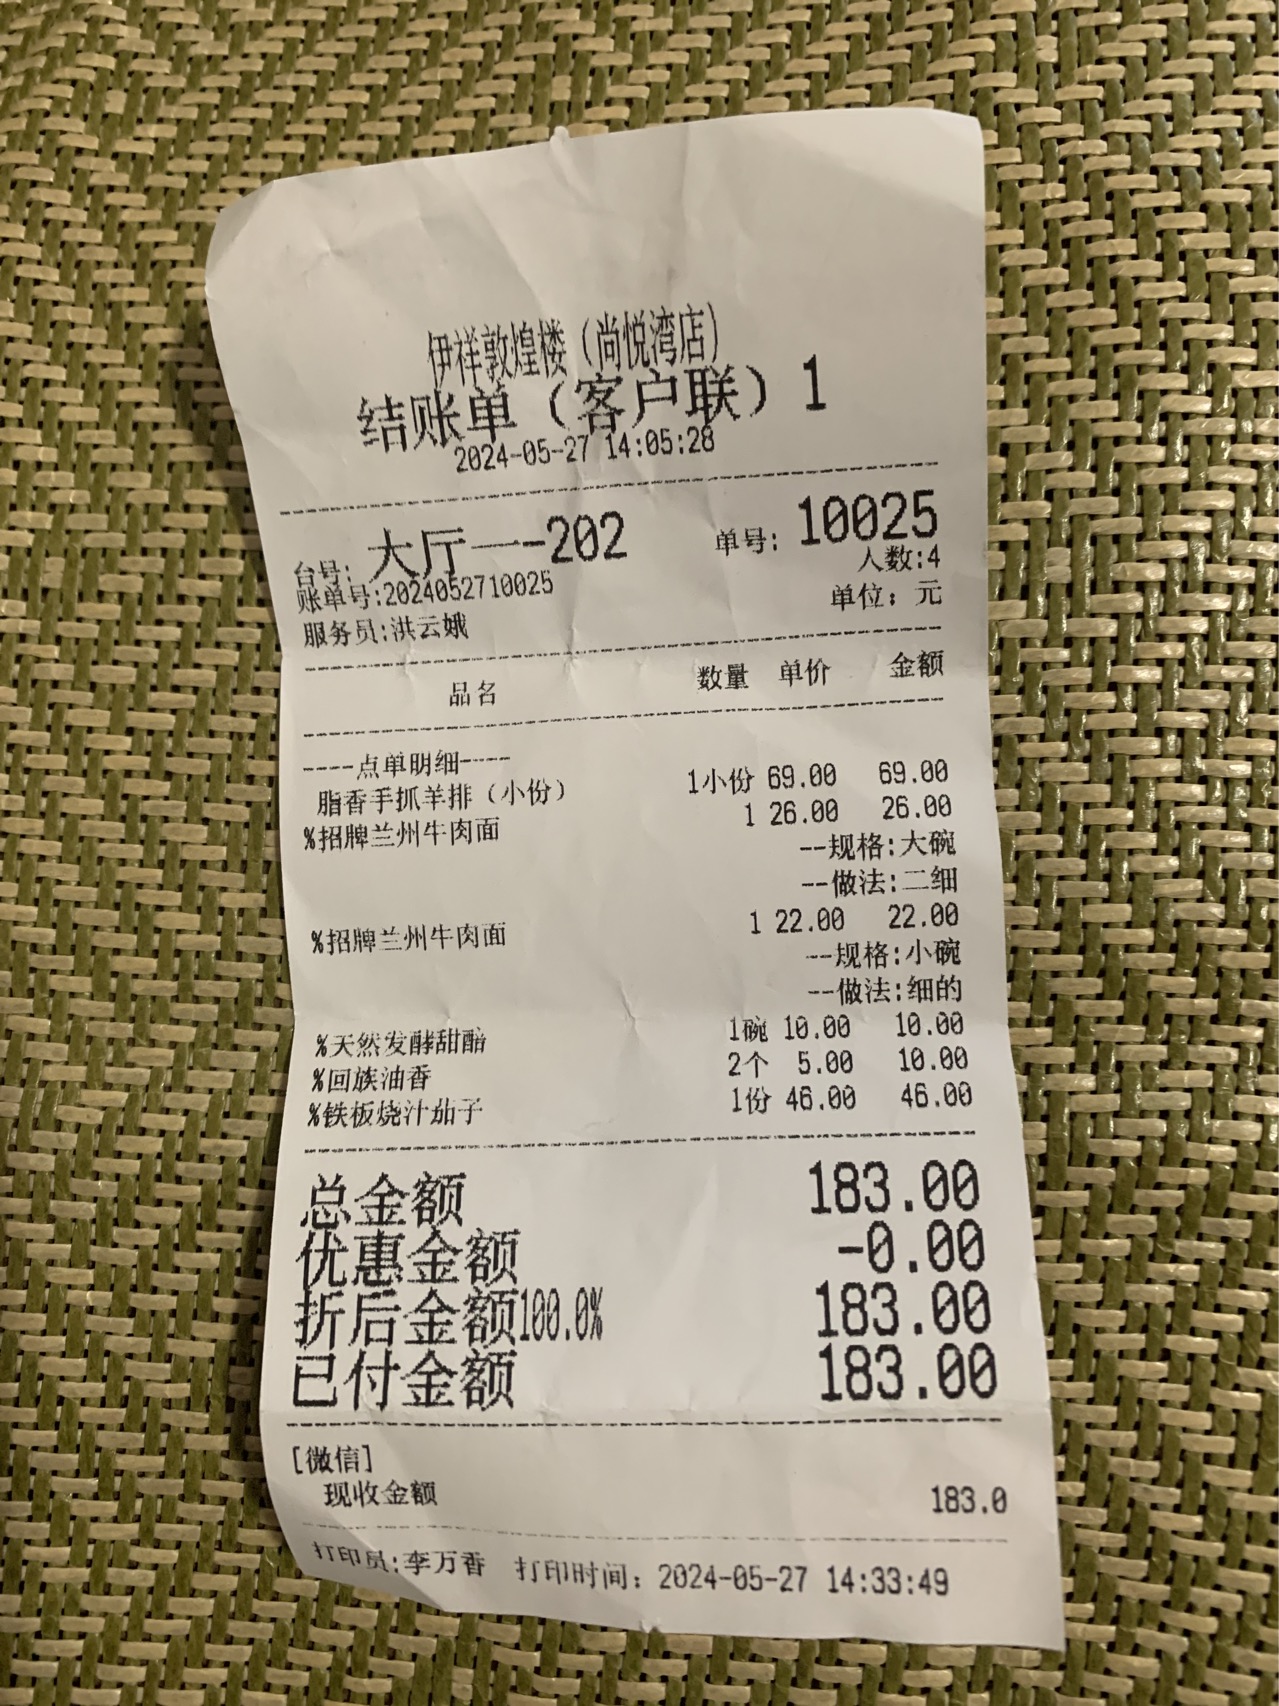 伊祥敦煌楼（尚悦湾店）
结账单（客户联）1
2024-05-27 14:05:28
台号: 大厅一-202 单号: 10025
账单号:2024052710025 人数:4
服务员:洪云娥 单位: 元
品名 数量 单价 金额
----点单明细----
脂香手抓羊排（小份） 1小份 69.00 69.00
%招牌兰州牛肉面 1 26.00 26.00
--规格:大碗
--做法:二细
%招牌兰州牛肉面 1 22.00 22.00
--规格:小碗
--做法:细的
%天然发酵甜醅 1碗 10.00 10.00
%回族油香 2个 5.00 10.00
%铁板烧汁茄子 1份 46.00 46.00
总金额 183.00
优惠金额 -0.00
折后金额100.0% 183.00
已付金额 183.00
[微信]
现收金额 183.0
打印员:李万香 打印时间: 2024-05-27 14:33:49